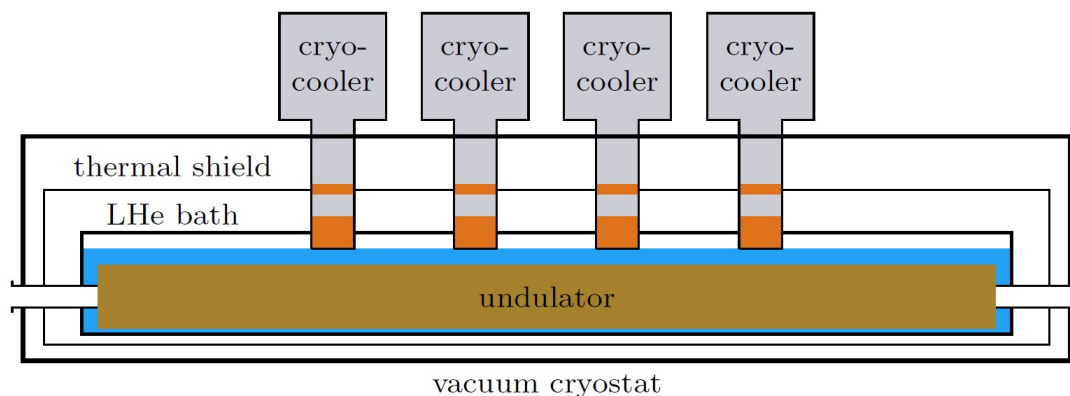 cryo-
cooler
cryo-
cooler
cryo-
cooler
cryo-
cooler
thermal shield
LHe bath
undulator
vacuum cryostat